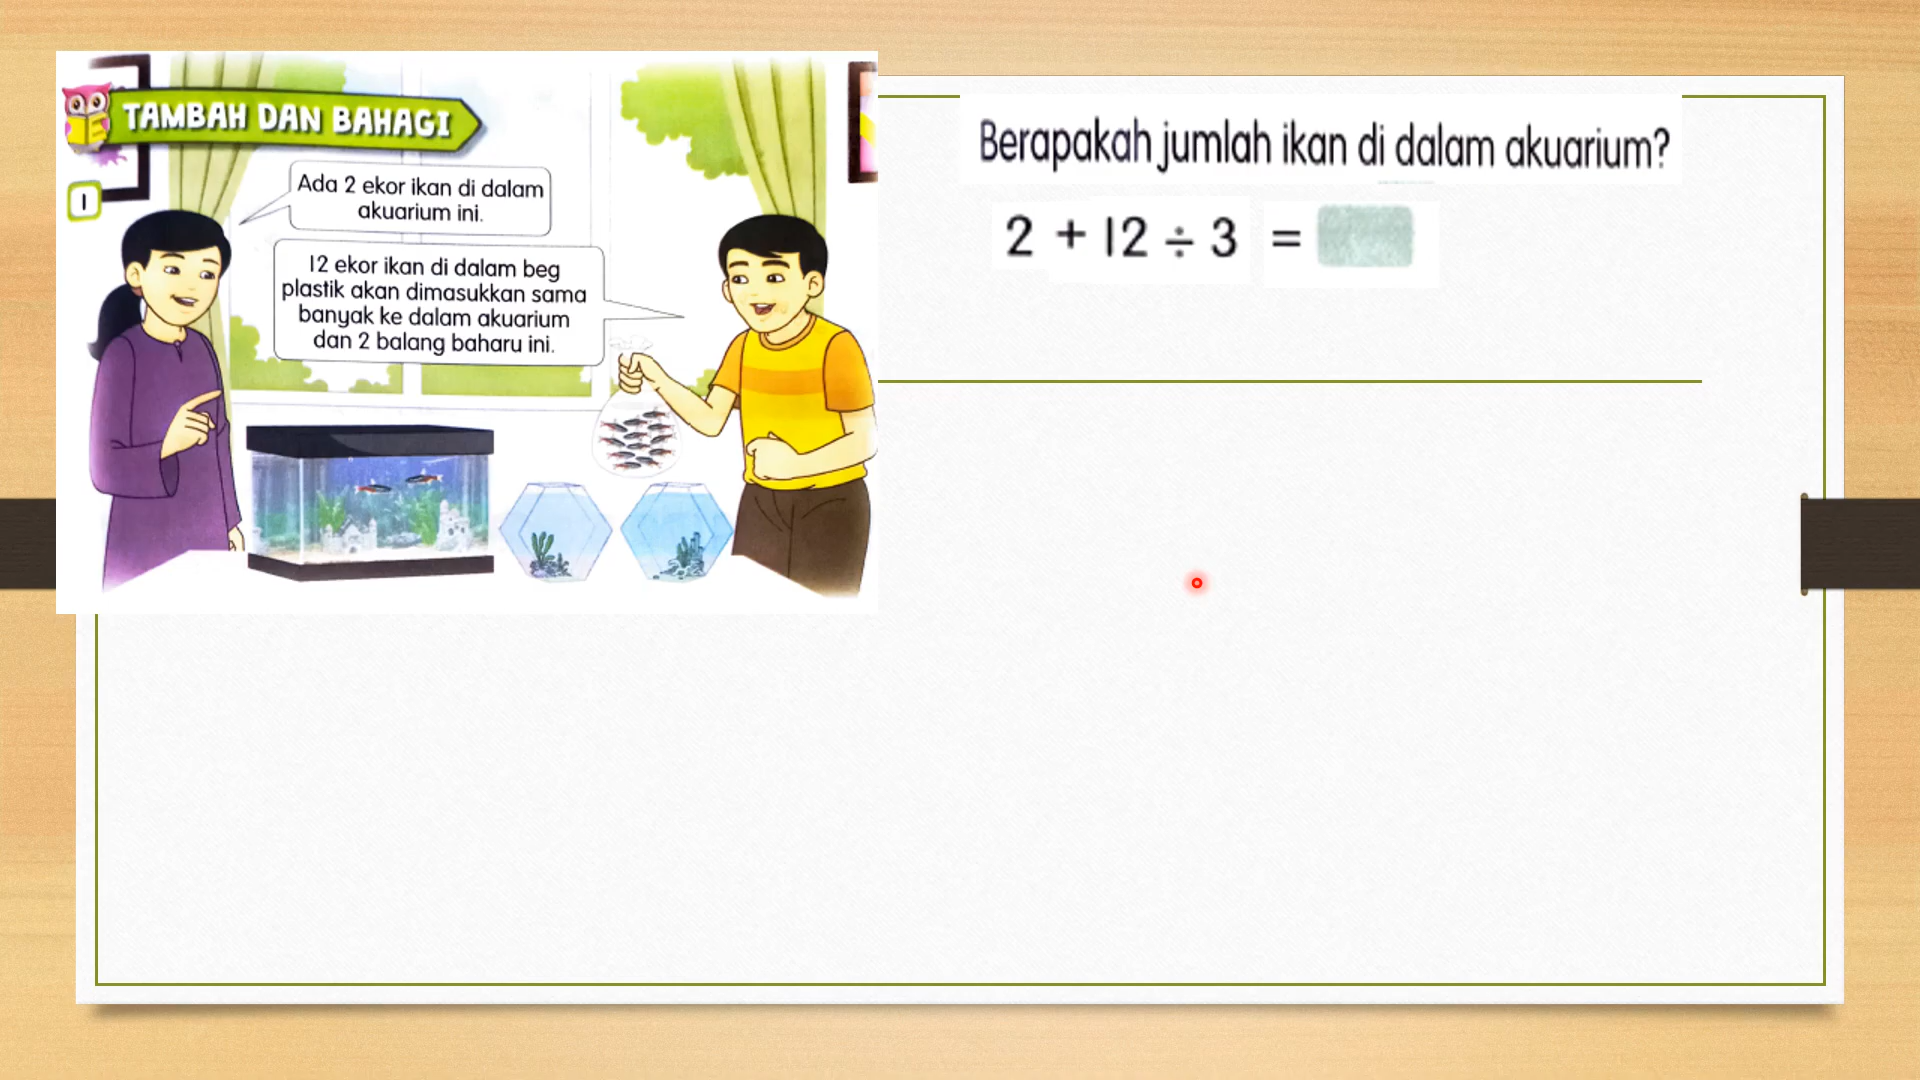 TAMBAH DAN BAHAGI
1
Ada 2 ekor ikan di dalam
akuarium ini.
12 ekor ikan di dalam beg
plastik akan dimasukkan sama
banyak ke dalam akuarium
dan 2 balang baharu ini.
Berapakah jumlah ikan di dalam akuarium?
2 + 12 ÷ 3 =